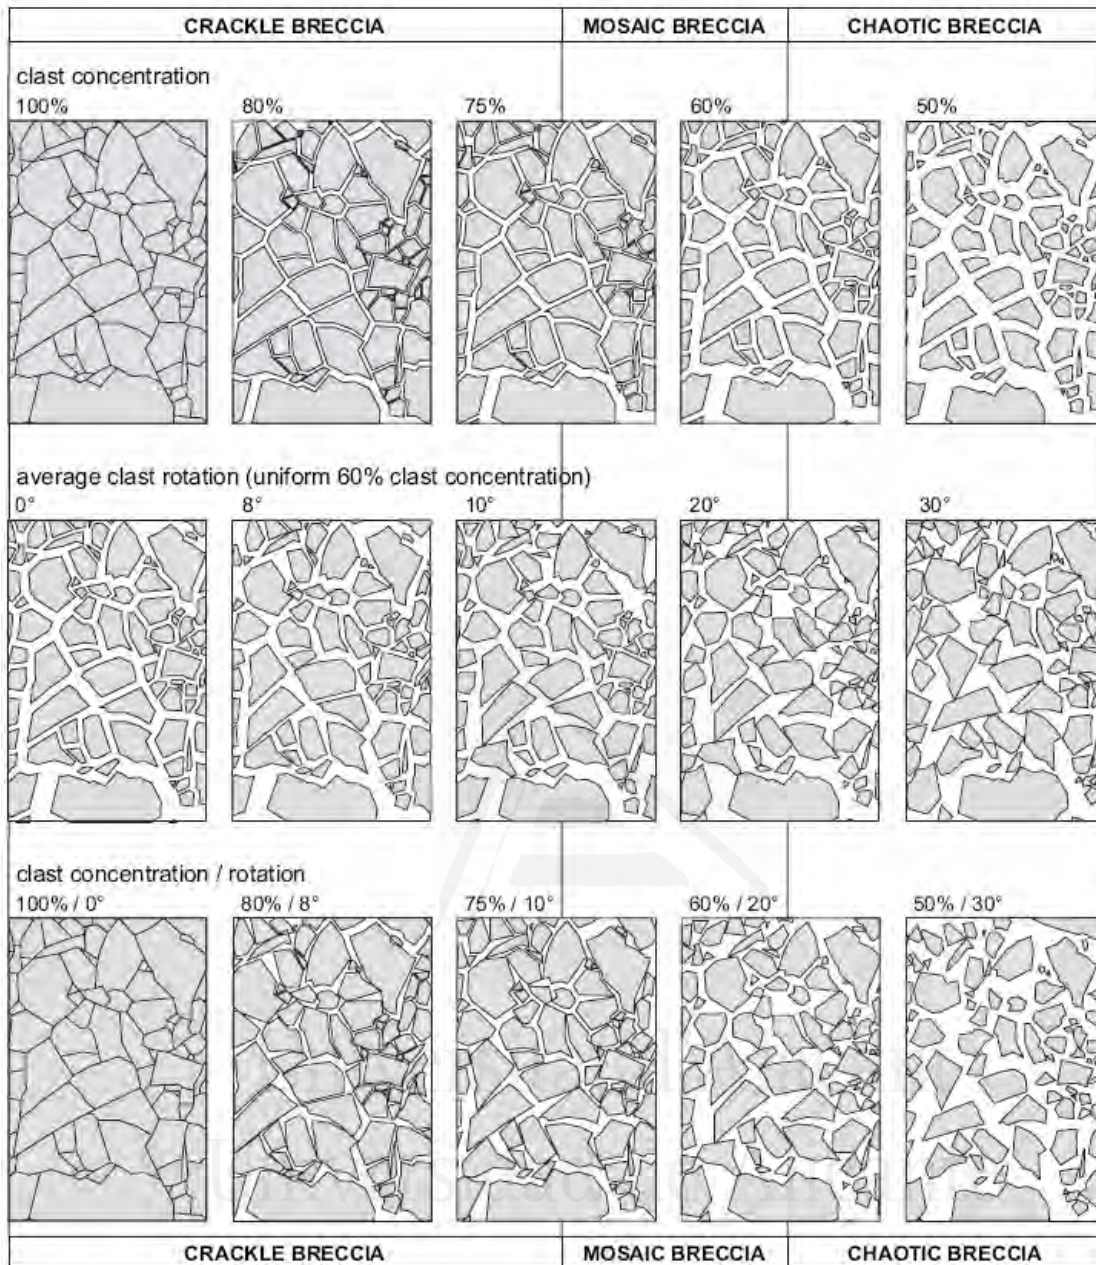 CRACKLE BRECCIA MOSAIC BRECCIA CHAOTIC BRECCIA
clast concentration
100% 80% 75% 60% 50%
average clast rotation (uniform 60% clast concentration)
0° 8° 10° 20° 30°
clast concentration / rotation
100% / 0° 80% / 8° 75% / 10° 60% / 20° 50% / 30°
CRACKLE BRECCIA MOSAIC BRECCIA CHAOTIC BRECCIA